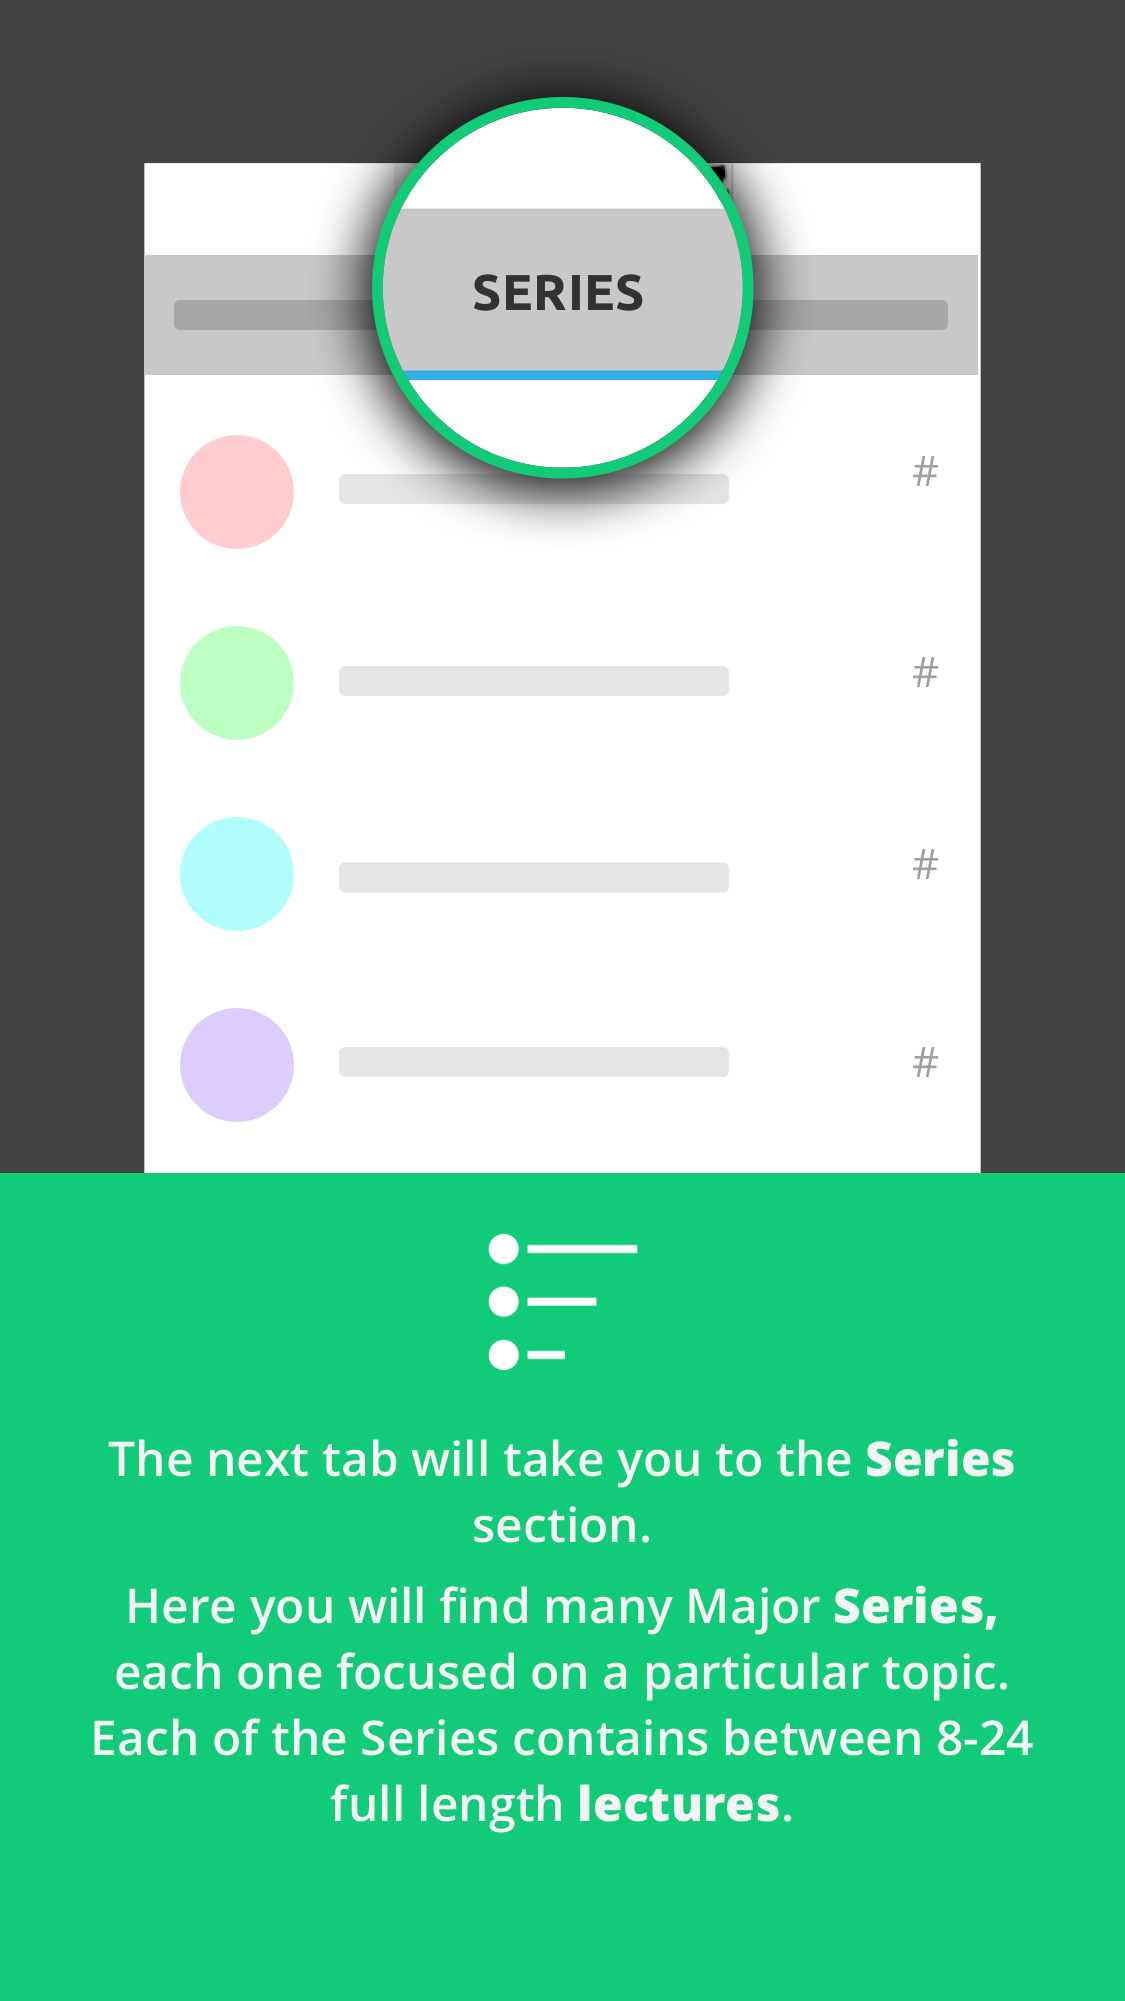 SERIES
#
#
#
#
The next tab will take you to the Series
section.
Here you will find many Major Series,
each one focused on a particular topic.
Each of the Series contains between 8-24
full length lectures.